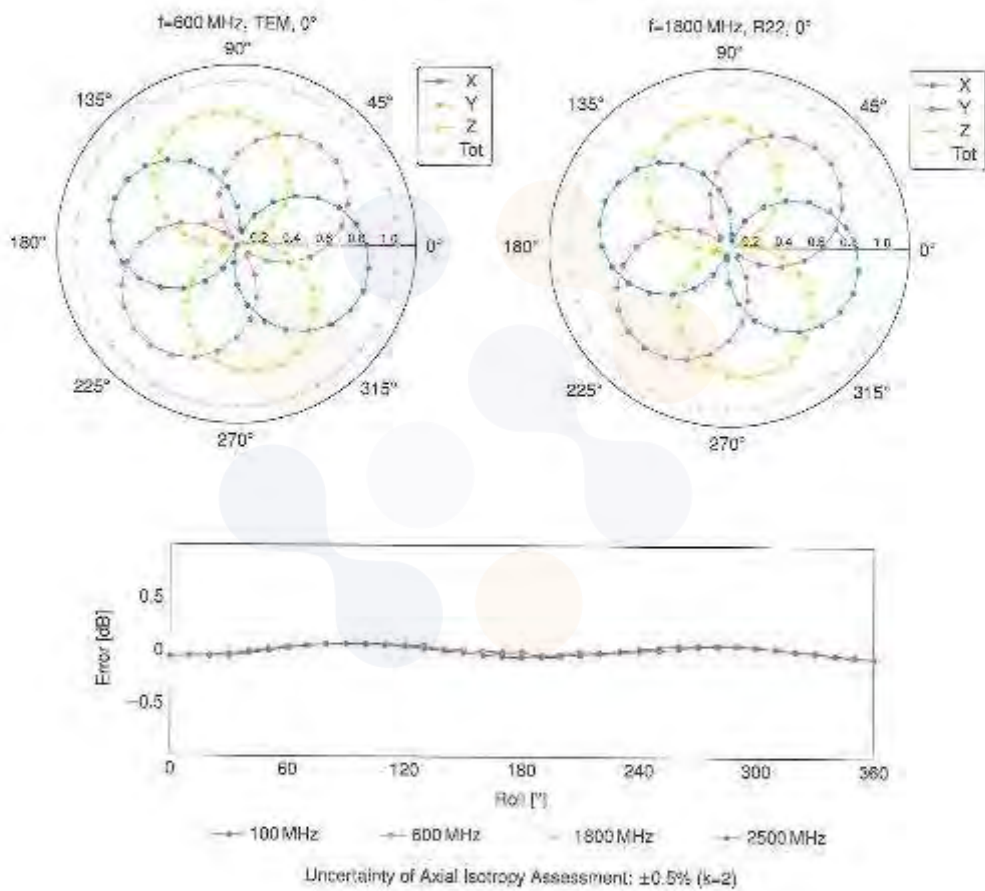 f=600 MHz, TEM, 0°
90°
135°
45°
180°
0.2 0.4 0.6 0.8 1.0
0°
225°
315°
270°
X
Y
Z
Tot
f=1800 MHz, R22, 0°
90°
135°
45°
180°
0.2 0.4 0.6 0.8 1.0
0°
225°
315°
270°
X
Y
Z
Tot
Error [dB]
0.5
0
−0.5
0 60 120 180 240 300 360
Roll [°]
100 MHz 600 MHz 1800 MHz 2500 MHz
Uncertainty of Axial Isotropy Assessment: ±0.5% (k=2)